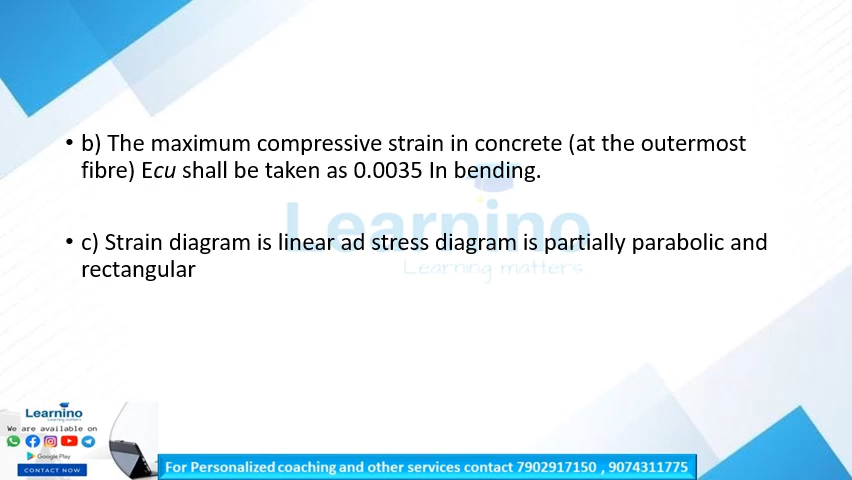 • b) The maximum compressive strain in concrete (at the outermost
fibre) Ecu shall be taken as 0.0035 In bending.
• c) Strain diagram is linear ad stress diagram is partially parabolic and
rectangular
Learnino
Learning matters
Learnino
Learning matters
We are available on
Google Play
CONTACT NOW
For Personalized coaching and other services contact 7902917150 , 9074311775